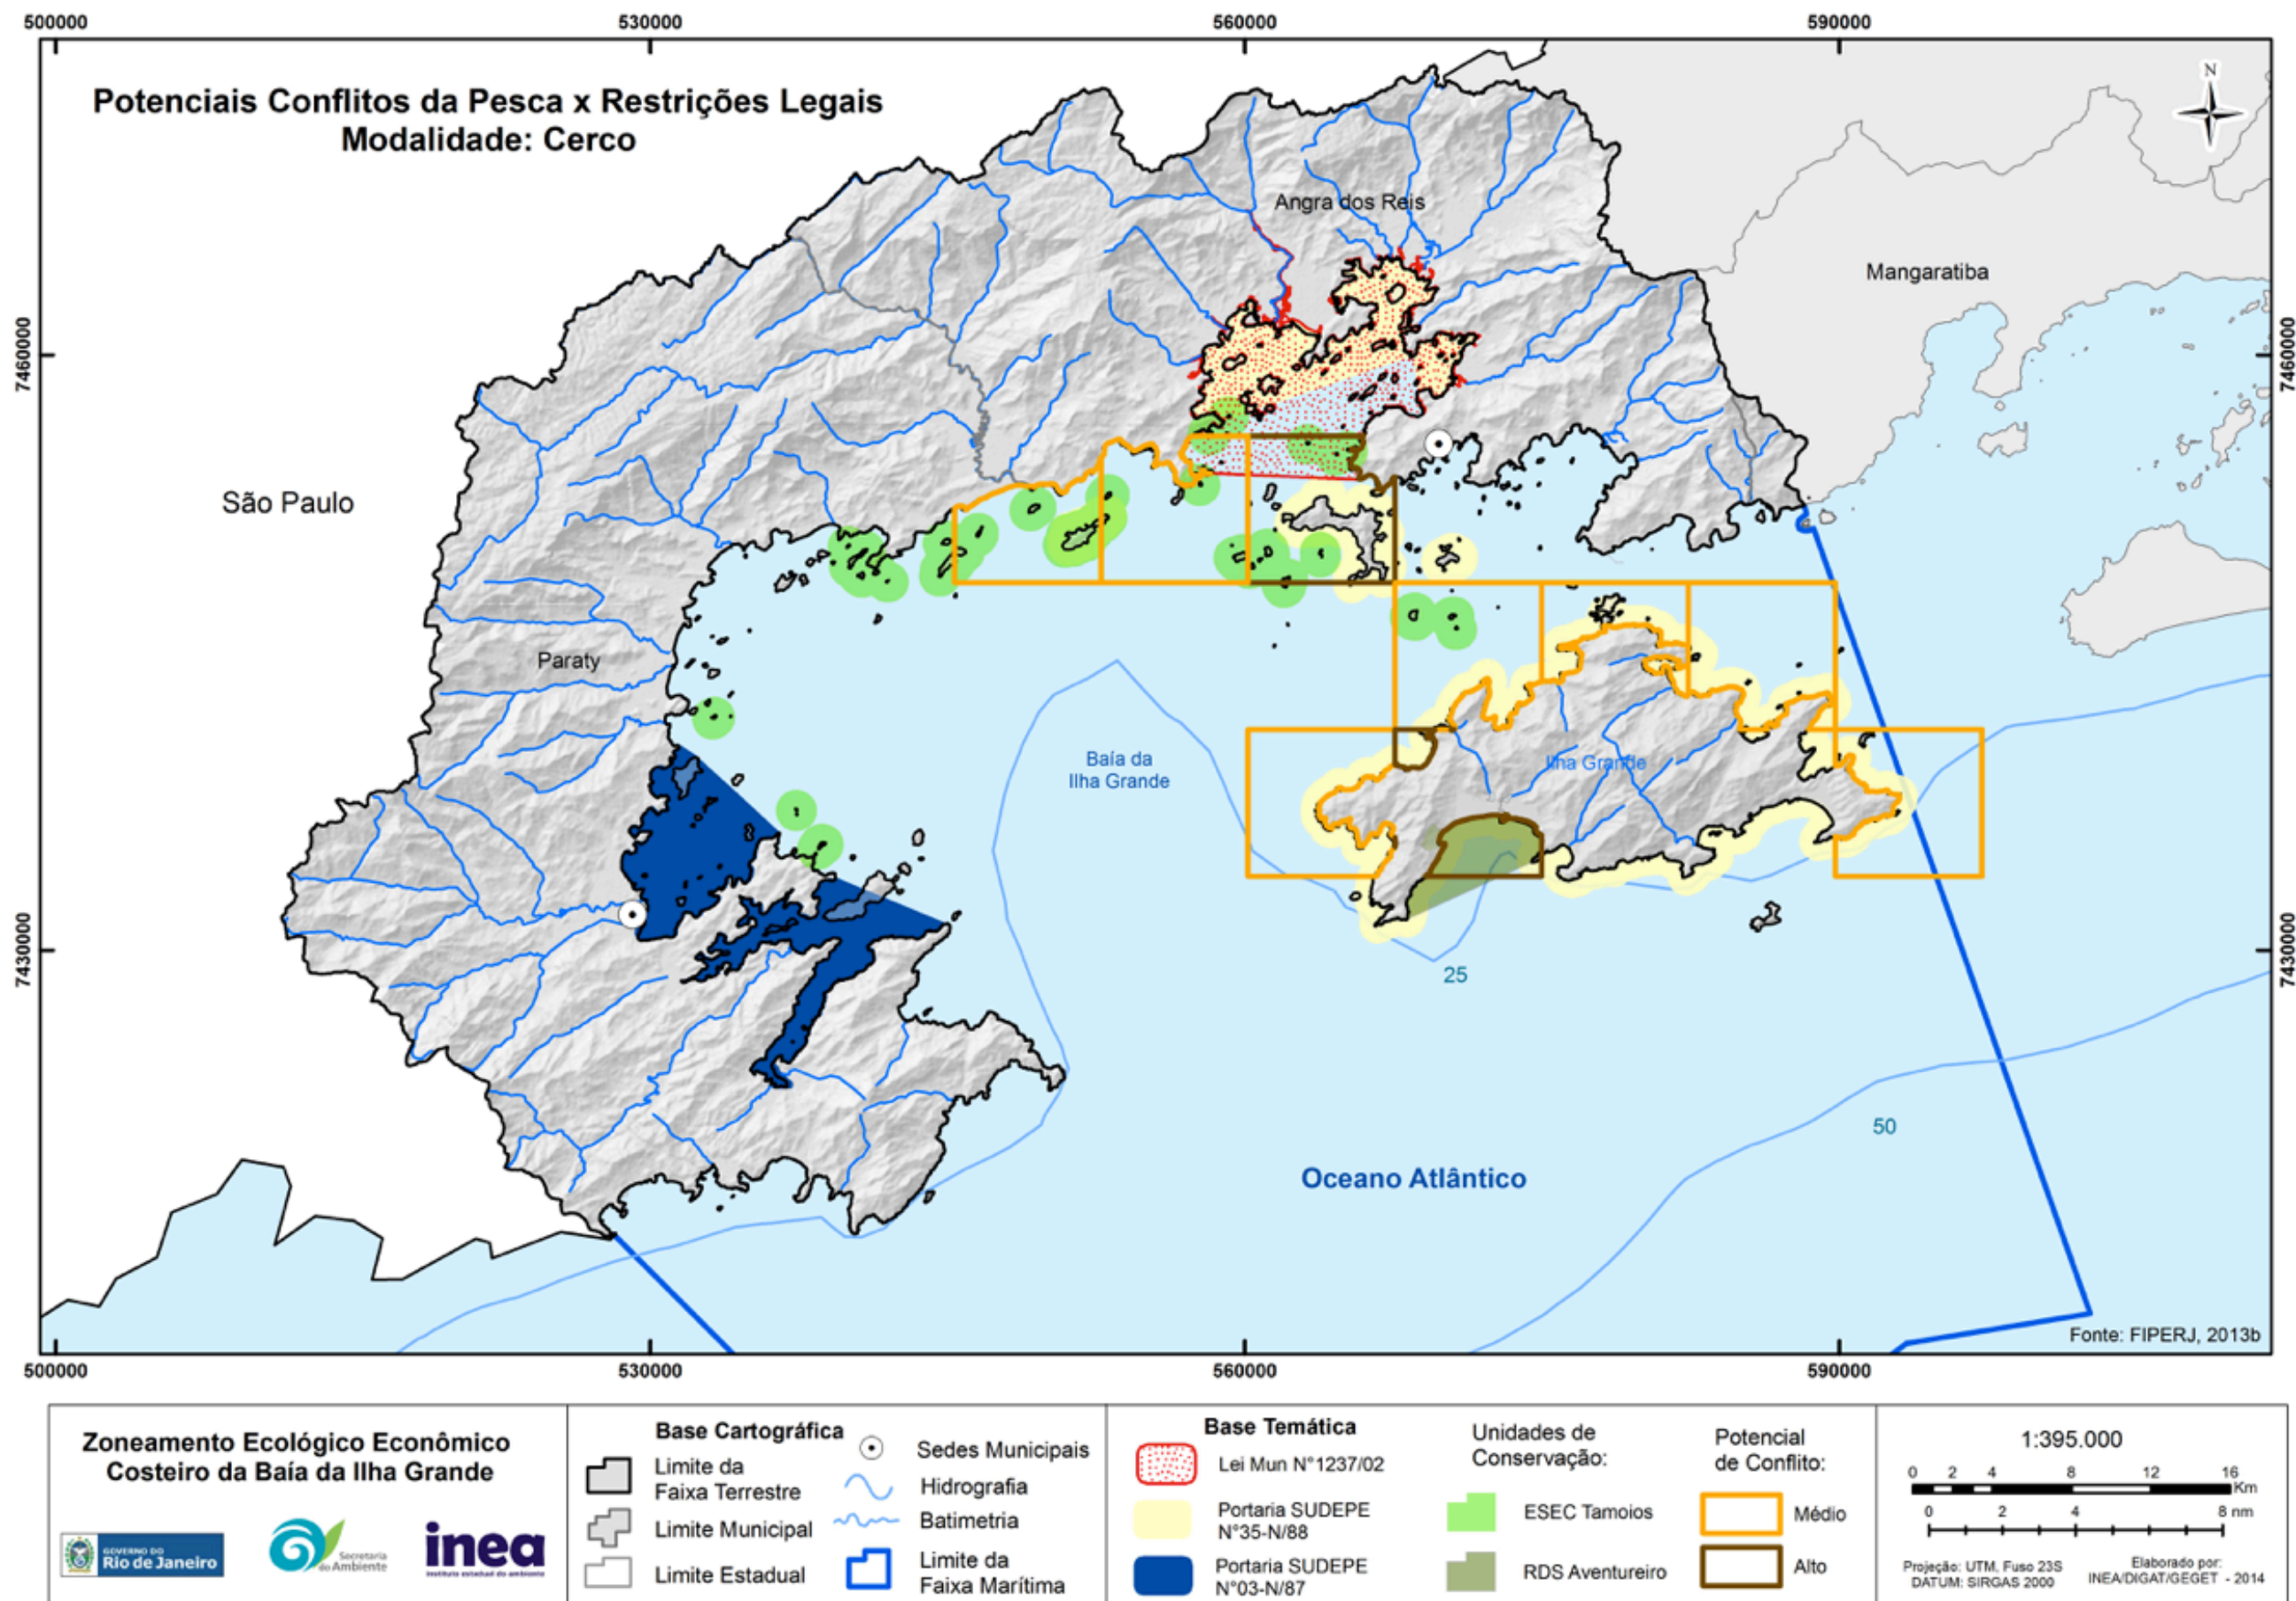 500000
530000
560000
590000
Potenciais Conflitos da Pesca x Restrições Legais
Modalidade: Cerco
N
Angra dos Reis
Mangaratiba
7460000
7460000
São Paulo
Paraty
Baía da
Ilha Grande
Ilha Grande
7430000
7430000
25
50
Oceano Atlântico
Fonte: FIPERJ, 2013b
500000
530000
560000
590000
Zoneamento Ecológico Econômico
Costeiro da Baía da Ilha Grande
GOVERNO DO
Rio de Janeiro
Secretaria
do Ambiente
inea
instituto estadual do ambiente
Base Cartográfica
Limite da
Faixa Terrestre
Limite Municipal
Limite Estadual
Sedes Municipais
Hidrografia
Batimetria
Limite da
Faixa Marítima
Base Temática
Lei Mun N°1237/02
Portaria SUDEPE
N°35-N/88
Portaria SUDEPE
N°03-N/87
Unidades de
Conservação:
ESEC Tamoios
RDS Aventureiro
Potencial
de Conflito:
Médio
Alto
1:395.000
0 2 4 8 12 16
Km
0 2 4 8 nm
Projeção: UTM, Fuso 23S
DATUM: SIRGAS 2000
Elaborado por:
INEA/DIGAT/GEGET - 2014